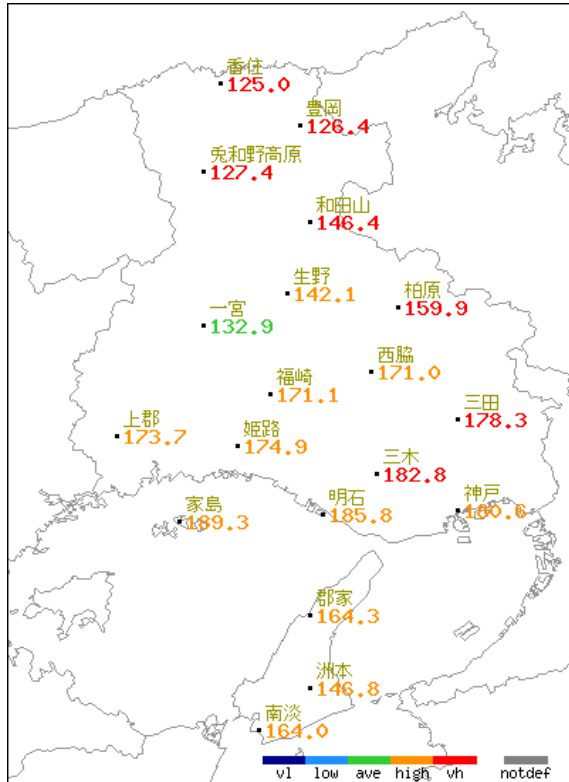 香住
125.0
豊岡
126.4
兎和野高原
127.4
和田山
146.4
生野
142.1
柏原
159.9
一宮
132.9
西脇
171.0
福崎
171.1
三田
178.3
上郡
173.7
姫路
174.9
三木
182.8
家島
189.3
明石
185.8
神戸
180.6
郡家
164.3
洲本
146.8
南淡
164.0
vl low ave high vh notdef